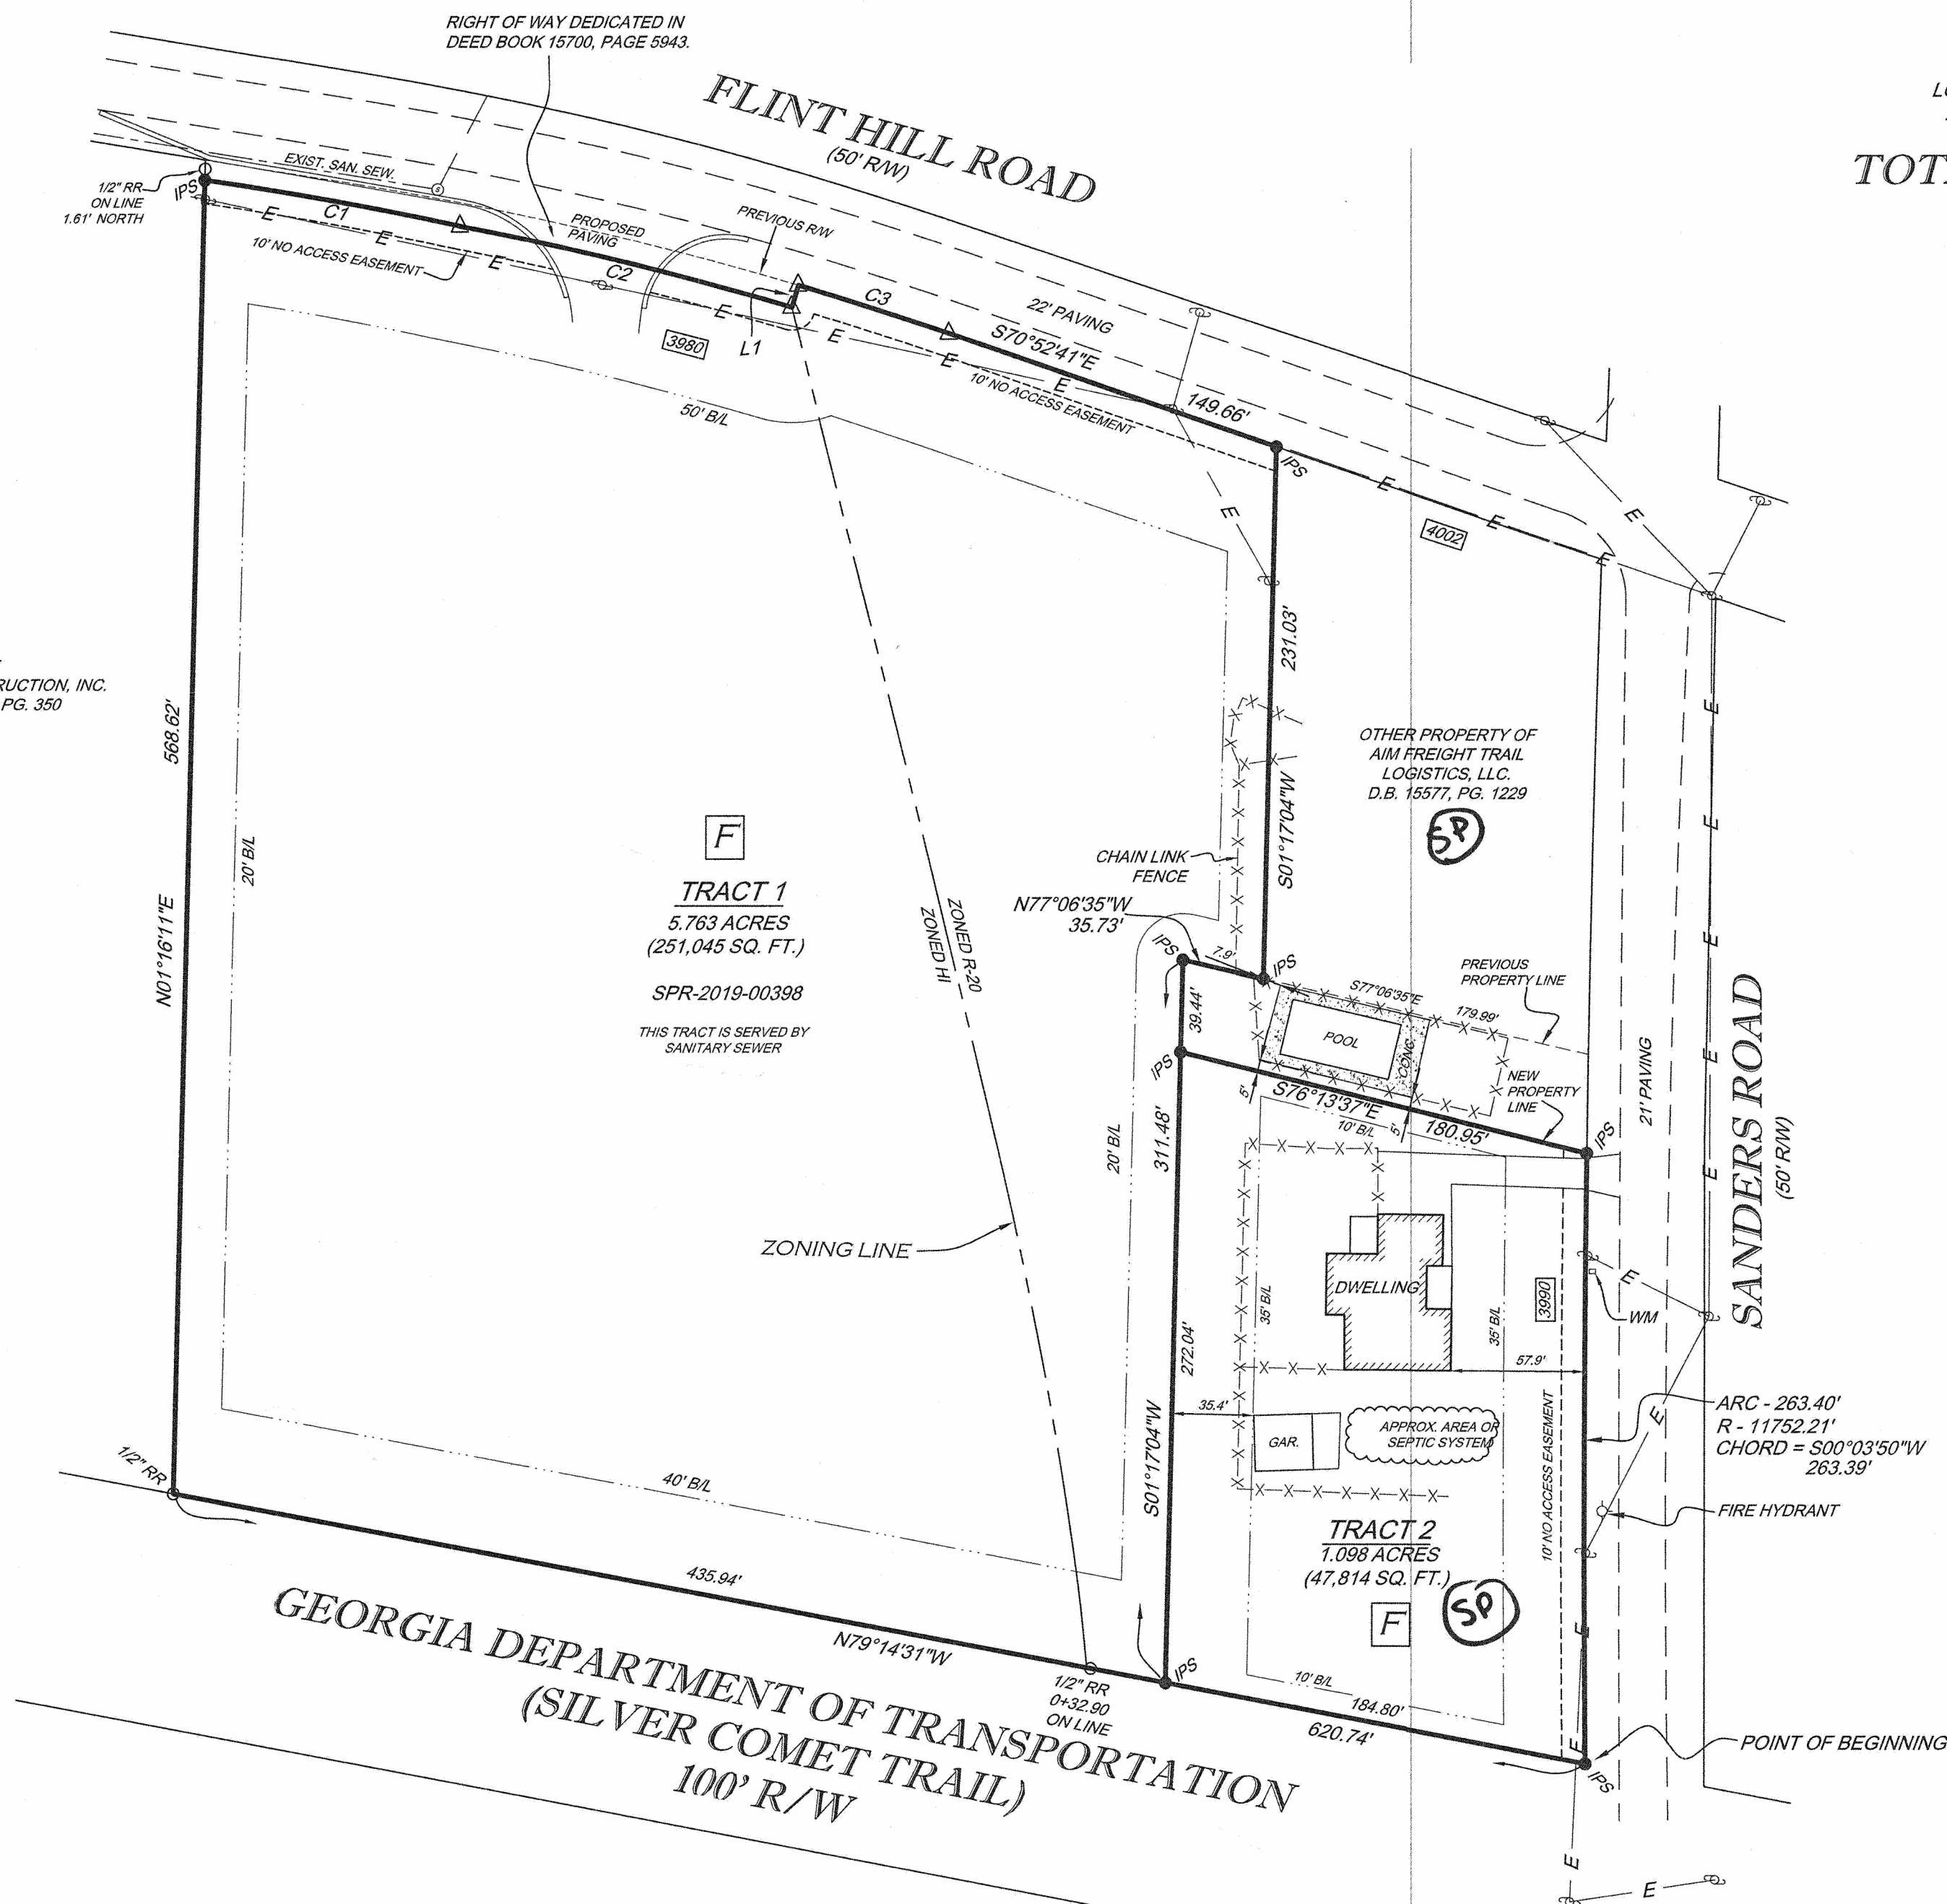 RIGHT OF WAY DEDICATED IN
DEED BOOK 15700, PAGE 5943.
FLINT HILL ROAD
(50' R/W)
TOT
EXIST. SAN. SEW.
S
1/2" RR
ON LINE
1.61' NORTH
IPS
E
C1
E
10' NO ACCESS EASEMENT
E
PROPOSED
PAVING
PREVIOUS R/W
C2
E
L1
3980
C3
22' PAVING
E
S70°52'41"E
E
E
10' NO ACCESS EASEMENT
149.66'
IPS
50' B/L
E
E
E
E
E
4002
RUCTION, INC.
PG. 350
568.62'
N01°16'11"E
20' B/L
231.03'
S01°17'04"W
OTHER PROPERTY OF
AIM FREIGHT TRAIL
LOGISTICS, LLC.
D.B. 15577, PG. 1229
SP
F
TRACT 1
5.763 ACRES
(251,045 SQ. FT.)
SPR-2019-00398
THIS TRACT IS SERVED BY
SANITARY SEWER
ZONED R-20
ZONED HI
ZONING LINE
CHAIN LINK
FENCE
N77°06'35"W
35.73'
IPS
7.9'
IPS
39.44'
IPS
S77°06'35"E
179.99'
PREVIOUS
PROPERTY LINE
POOL
CONC.
NEW
PROPERTY
LINE
S76°13'37"E
180.95'
5'
5'
10' B/L
IPS
311.48'
20' B/L
272.04'
S01°17'04"W
35' B/L
DWELLING
35' B/L
3990
57.9'
35.4'
GAR.
APPROX. AREA OF
SEPTIC SYSTEM
10' NO ACCESS EASEMENT
21' PAVING
SANDERS ROAD
(50' R/W)
E
E
E
E
E
E
WM
E
ARC - 263.40'
R - 11752.21'
CHORD = S00°03'50"W
263.39'
FIRE HYDRANT
TRACT 2
1.098 ACRES
(47,814 SQ. FT.)
F
SP
10' B/L
184.80'
620.74'
POINT OF BEGINNING
IPS
E
E
E
E
1/2" RR
40' B/L
435.94'
N79°14'31"W
1/2" RR
0+32.90
ON LINE
IPS
GEORGIA DEPARTMENT OF TRANSPORTATION
(SILVER COMET TRAIL)
100' R/W